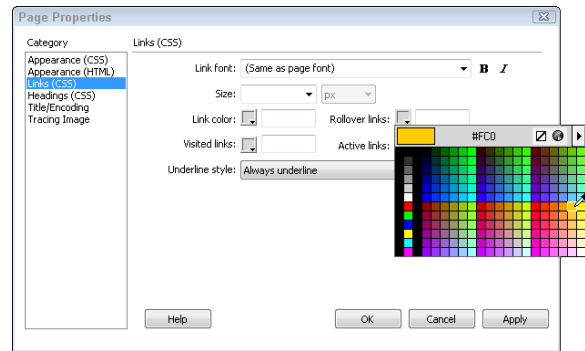 Page Properties
Category
Links (CSS)
Appearance (CSS)
Appearance (HTML)
Links (CSS)
Headings (CSS)
Title/Encoding
Tracing Image
Link font: (Same as page font) B I
Size: px
Link color: Rollover links:
#FC0
Visited links: Active links:
Underline style: Always underline
Help OK Cancel Apply